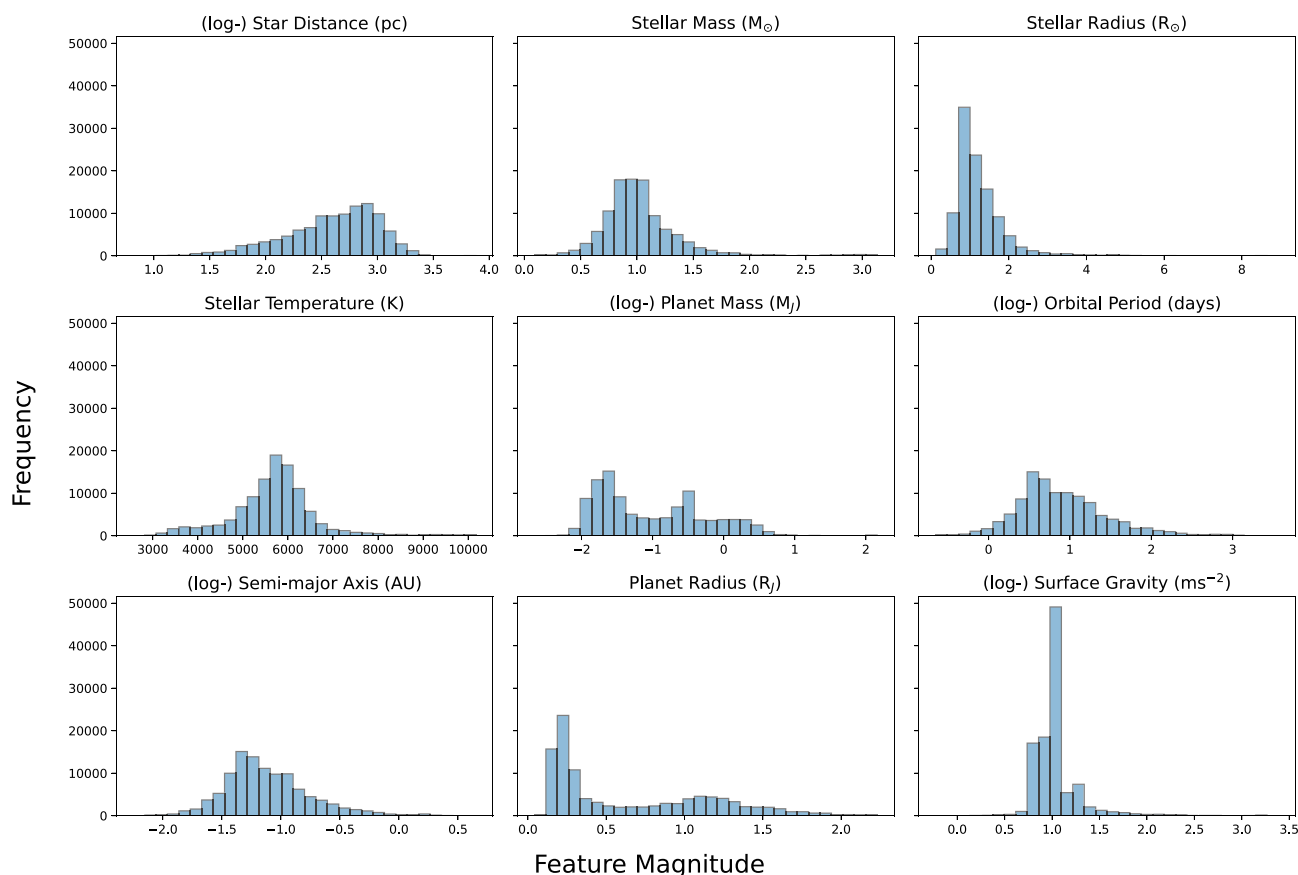 (log-) Star Distance (pc)
Stellar Mass (M☉)
Stellar Radius (R☉)
50000
40000
30000
20000
10000
0
1.0 1.5 2.0 2.5 3.0 3.5 4.0
0.0 0.5 1.0 1.5 2.0 2.5 3.0
0 2 4 6 8
Stellar Temperature (K)
(log-) Planet Mass (M_J)
(log-) Orbital Period (days)
50000
40000
30000
20000
10000
0
3000 4000 5000 6000 7000 8000 9000 10000
−2 −1 0 1 2
0 1 2 3
Frequency
(log-) Semi-major Axis (AU)
Planet Radius (R_J)
(log-) Surface Gravity (ms⁻²)
50000
40000
30000
20000
10000
0
−2.0 −1.5 −1.0 −0.5 0.0 0.5
0.0 0.5 1.0 1.5 2.0
0.0 0.5 1.0 1.5 2.0 2.5 3.0 3.5
Feature Magnitude